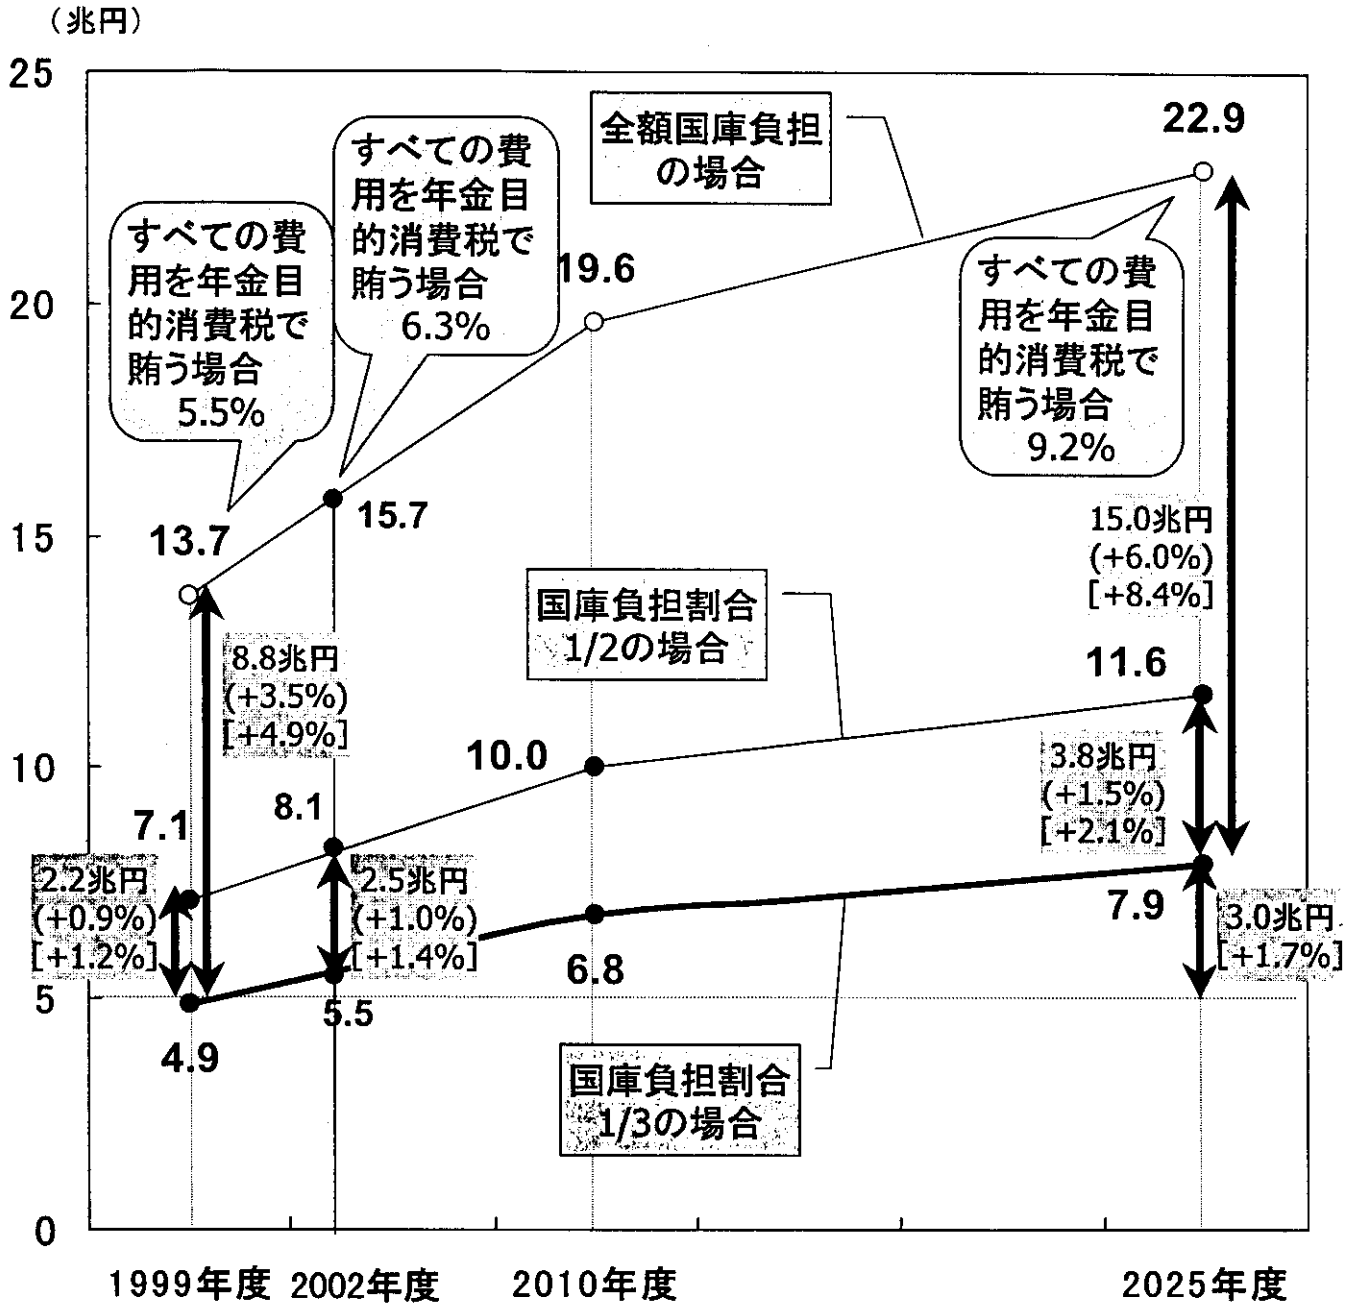 （兆円）
25
20
15
10
5
0
すべての費
用を年金目
的消費税で
賄う場合
5.5%
すべての費
用を年金目
的消費税で
賄う場合
6.3%
全額国庫負担
の場合
22.9
すべての費
用を年金目
的消費税で
賄う場合
9.2%
19.6
15.7
13.7
15.0兆円
(+6.0%)
[+8.4%]
国庫負担割合
1/2の場合
8.8兆円
(+3.5%)
[+4.9%]
11.6
10.0
8.1
7.1
3.8兆円
(+1.5%)
[+2.1%]
2.2兆円
(+0.9%)
[+1.2%]
2.5兆円
(+1.0%)
[+1.4%]
7.9
3.0兆円
[+1.7%]
6.8
5.5
4.9
国庫負担割合
1/3の場合
1999年度 2002年度 2010年度 2025年度